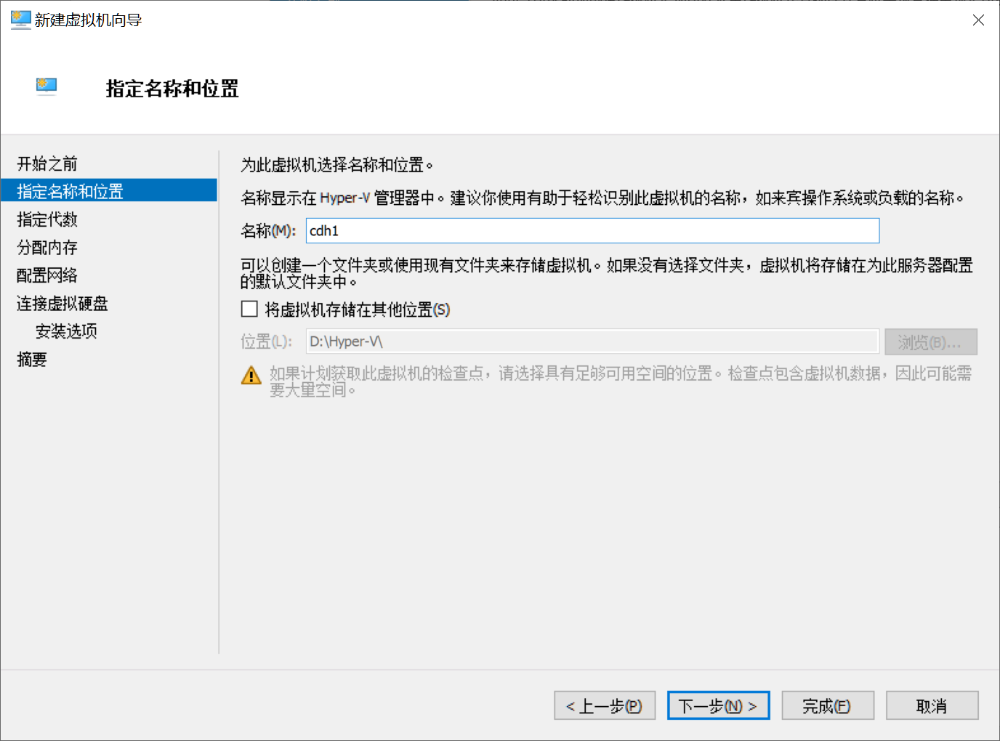 新建虚拟机向导
指定名称和位置
开始之前
指定名称和位置
指定代数
分配内存
配置网络
连接虚拟硬盘
安装选项
摘要
为此虚拟机选择名称和位置。
名称显示在 Hyper-V 管理器中。建议你使用有助于轻松识别此虚拟机的名称，如来宾操作系统或负载的名称。
名称(M): cdh1
可以创建一个文件夹或使用现有文件夹来存储虚拟机。如果没有选择文件夹，虚拟机将存储在为此服务器配置
的默认文件夹中。
将虚拟机存储在其他位置(S)
位置(L): D:\Hyper-V\ 浏览(B)...
如果计划获取此虚拟机的检查点，请选择具有足够可用空间的位置。检查点包含虚拟机数据，因此可能需
要大量空间。
< 上一步(P) 下一步(N) > 完成(F) 取消